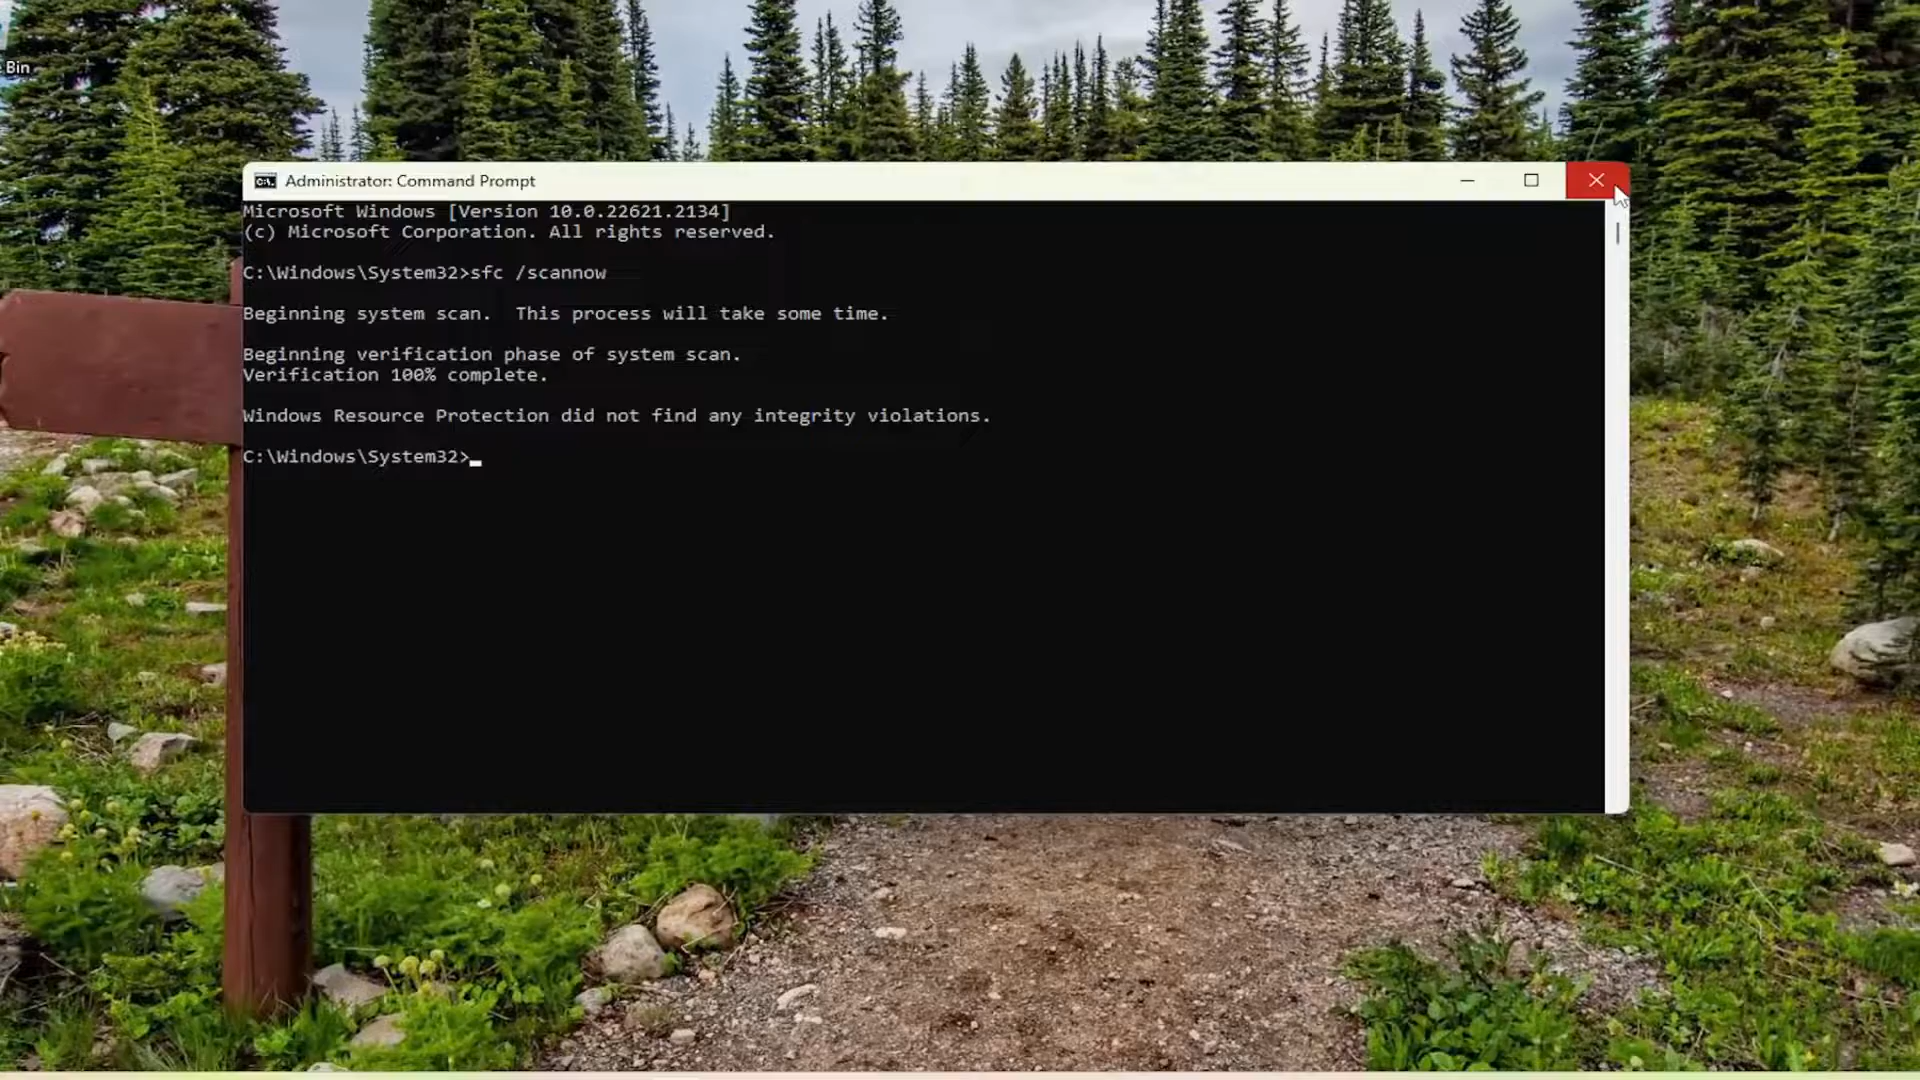 Bin
Administrator: Command Prompt
Microsoft Windows [Version 10.0.22621.2134]
(c) Microsoft Corporation. All rights reserved.
C:\Windows\System32>sfc /scannow
Beginning system scan.  This process will take some time.
Beginning verification phase of system scan.
Verification 100% complete.
Windows Resource Protection did not find any integrity violations.
C:\Windows\System32>